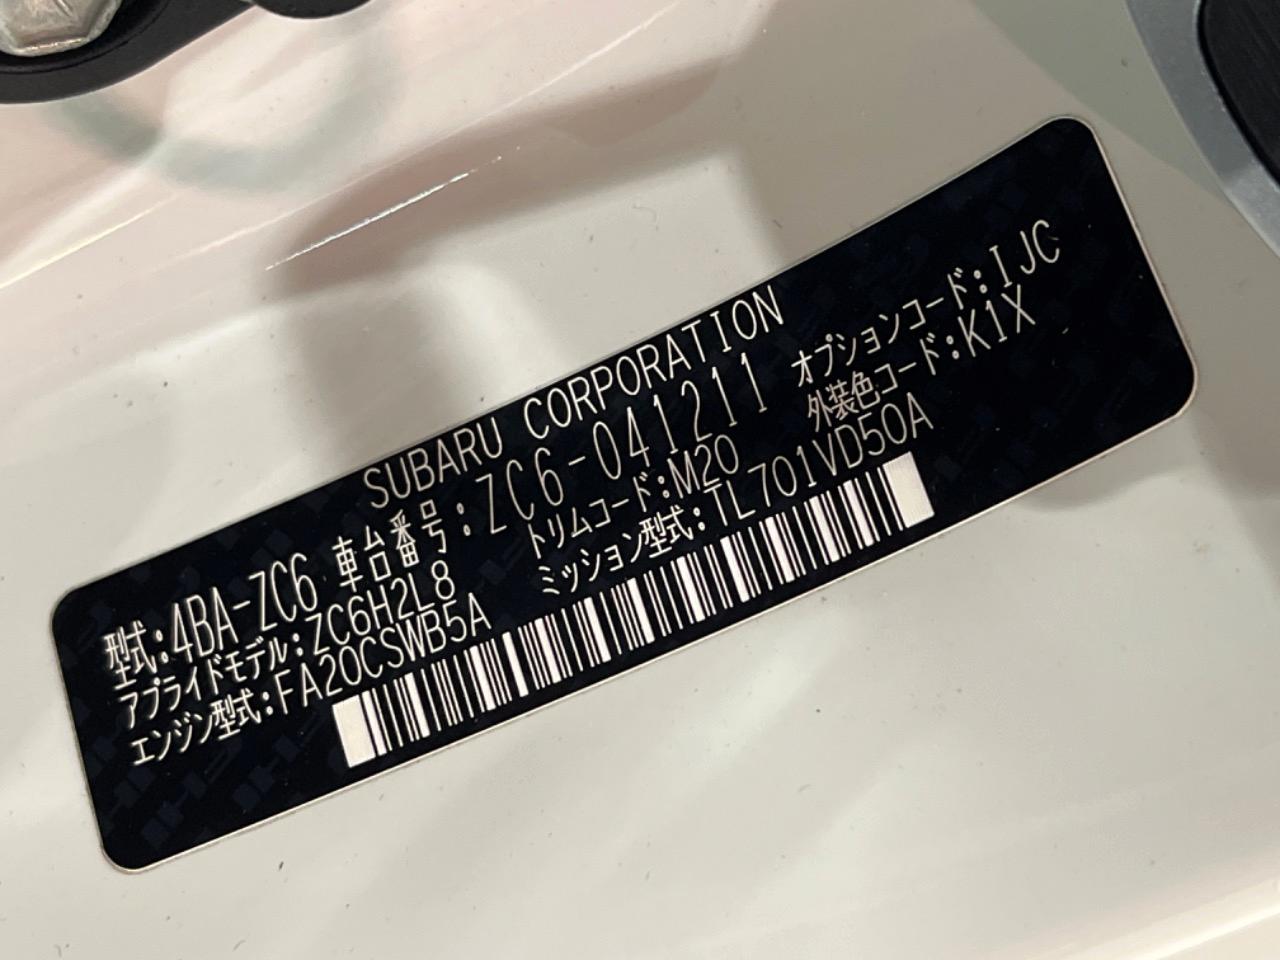 SUBARU CORPORATION
型式:4BA-ZC6 車台番号:ZC6-041211 オプションコード:IJC
アプライドモデル:ZC6H2L8 トリムコード:M20 外装色コード:K1X
エンジン型式:FA20CSWB5A ミッション型式:TL701VD50A